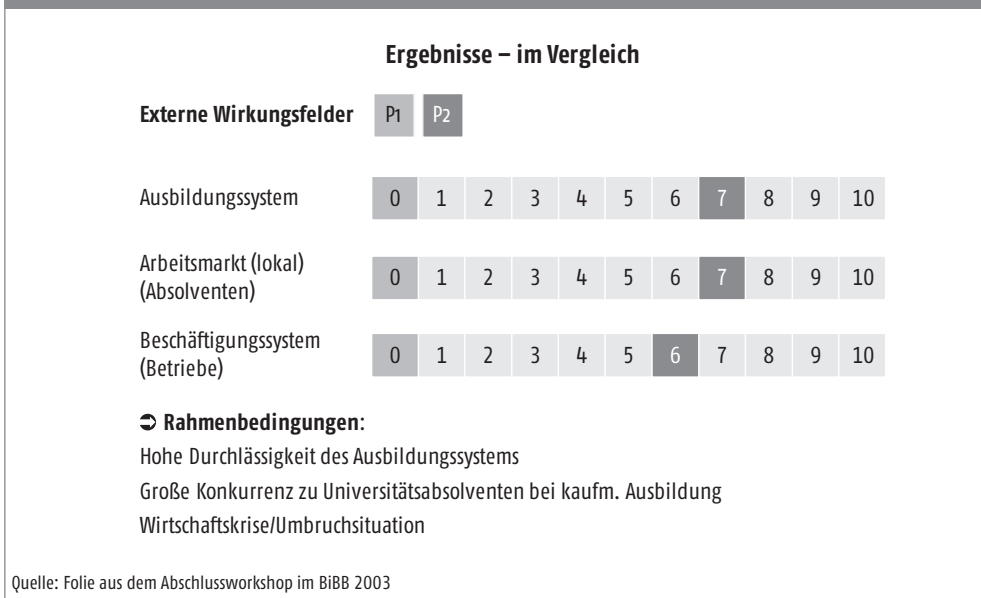 Ergebnisse – im Vergleich
Externe Wirkungsfelder P1 P2
Ausbildungssystem 0 1 2 3 4 5 6 7 8 9 10
Arbeitsmarkt (lokal)
(Absolventen) 0 1 2 3 4 5 6 7 8 9 10
Beschäftigungssystem
(Betriebe) 0 1 2 3 4 5 6 7 8 9 10
➲ Rahmenbedingungen:
Hohe Durchlässigkeit des Ausbildungssystems
Große Konkurrenz zu Universitätsabsolventen bei kaufm. Ausbildung
Wirtschaftskrise/Umbruchsituation
Quelle: Folie aus dem Abschlussworkshop im BiBB 2003